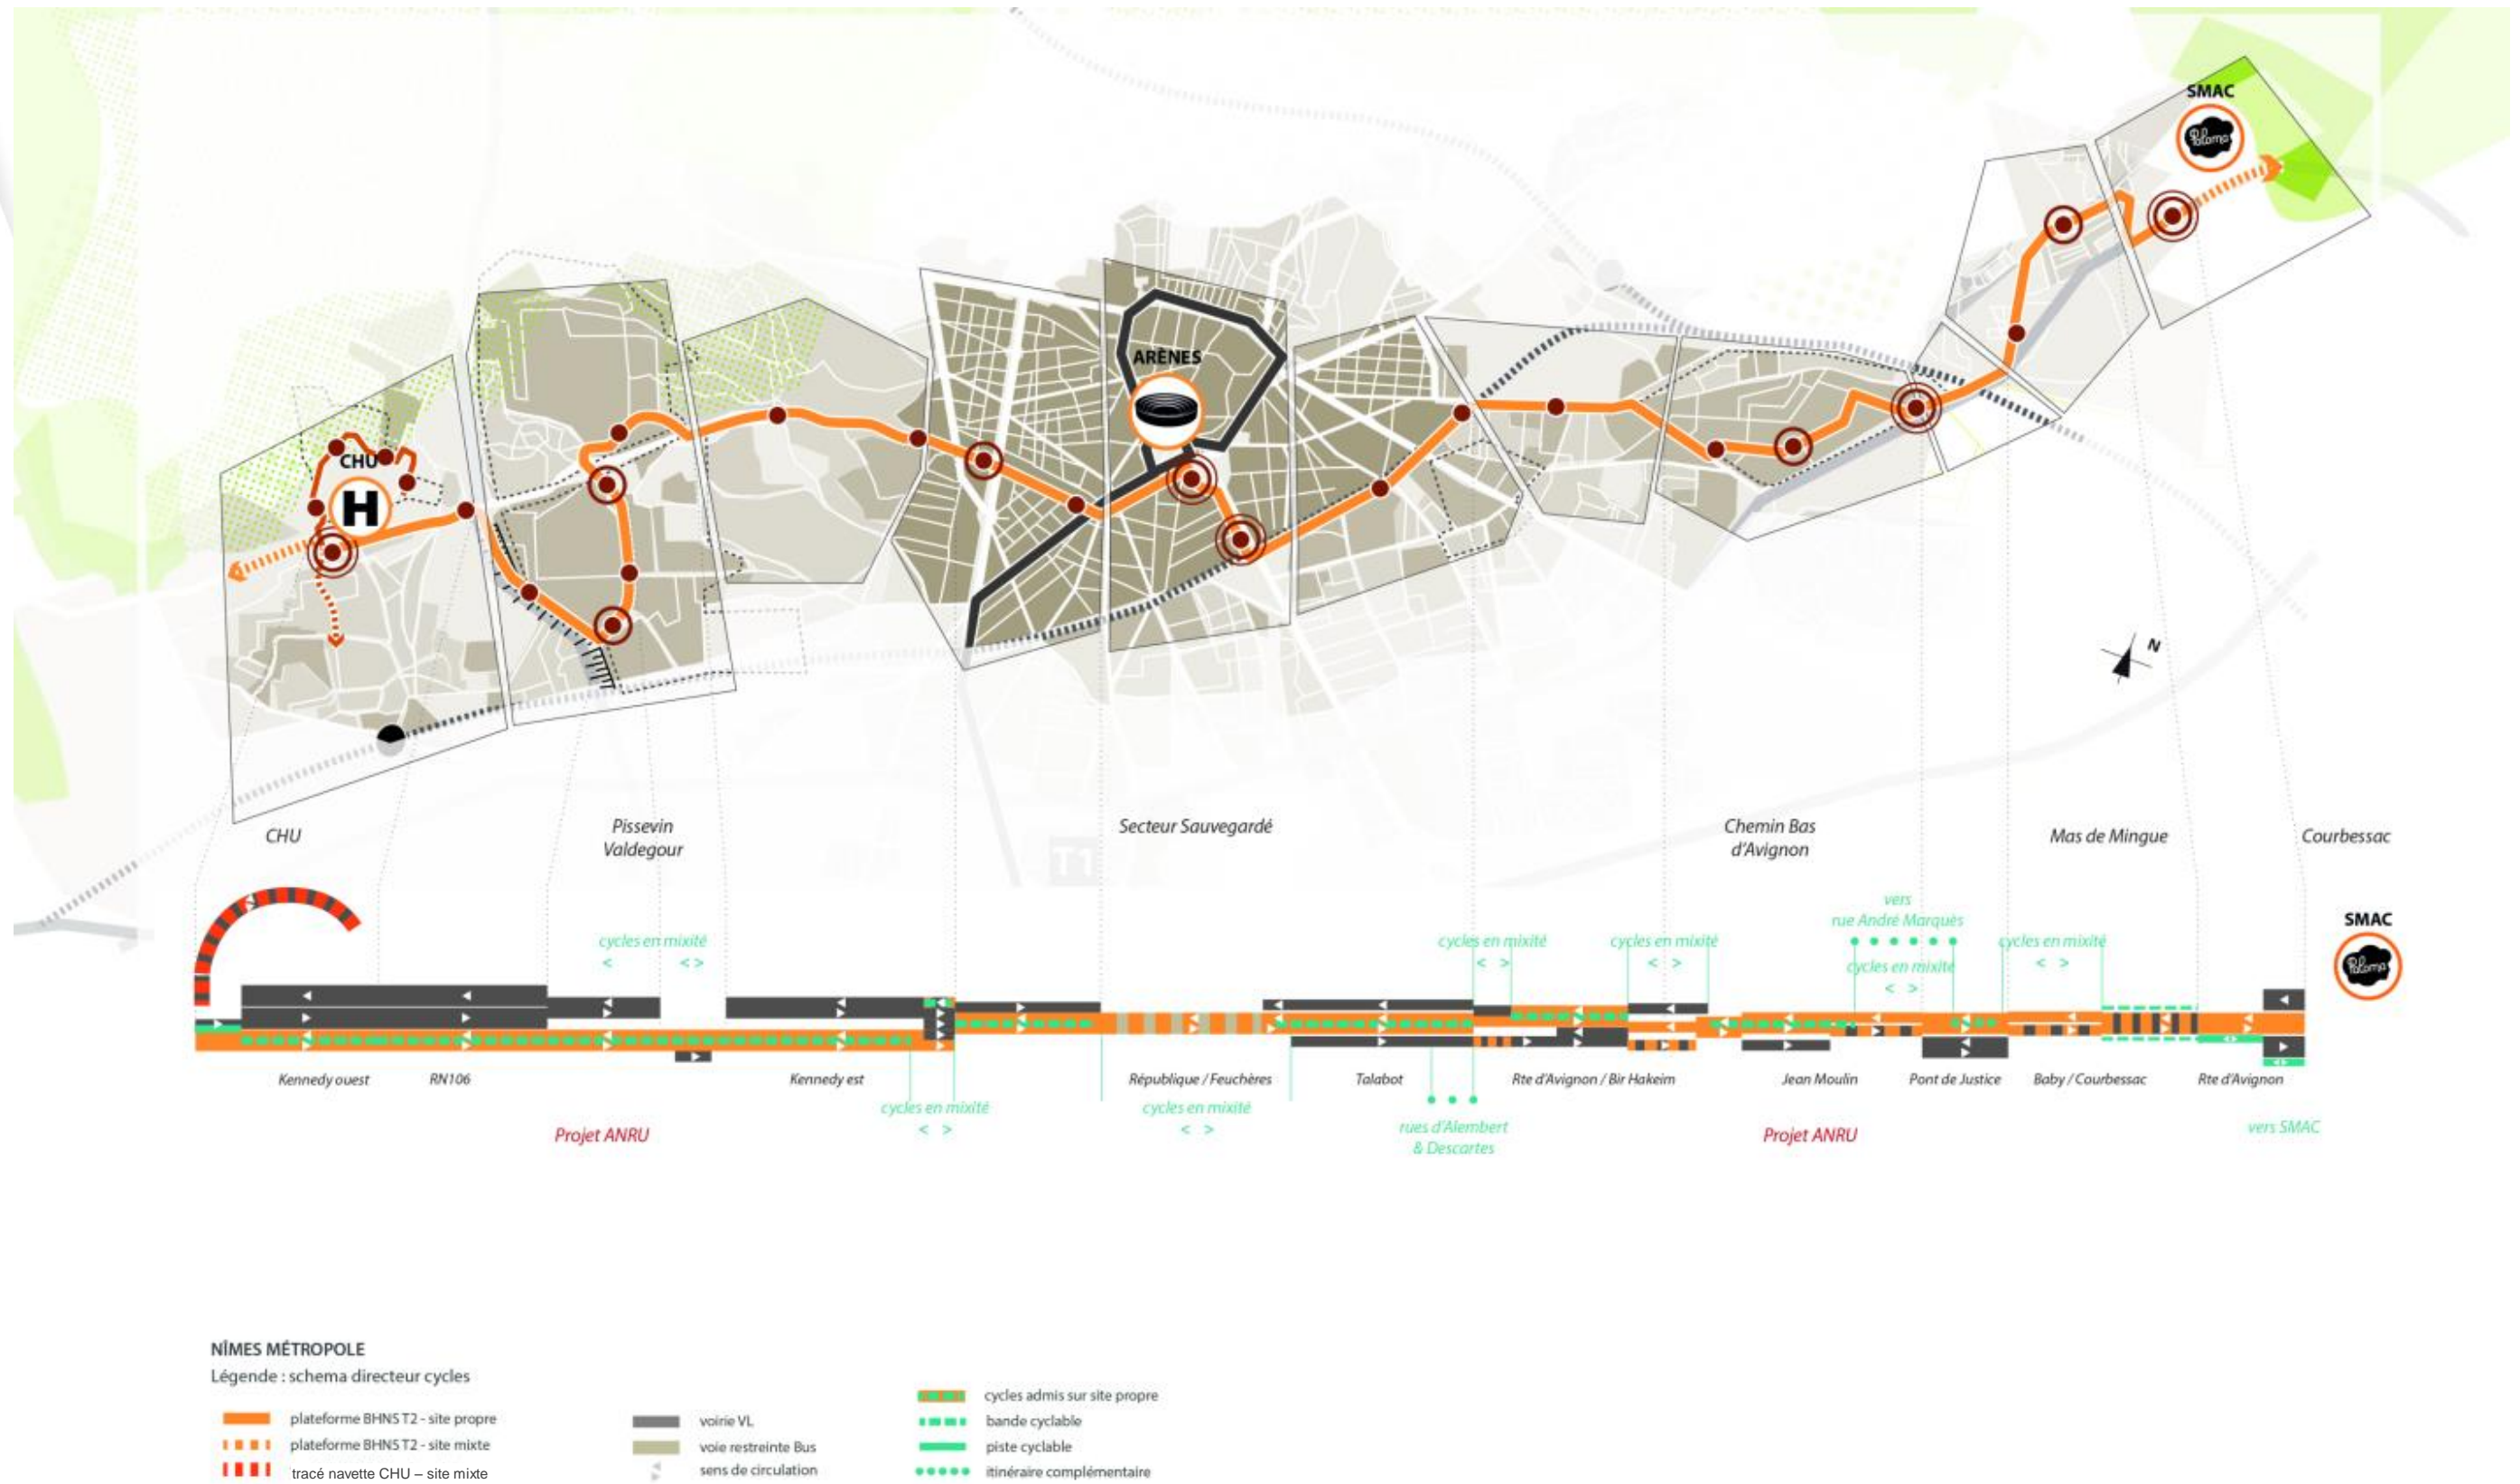 SMAC
Paloma
ARÈNES
CHU
H
N
T1
CHU
Pissevin
Valdegour
Secteur Sauvegardé
Chemin Bas
d'Avignon
Mas de Mingue
Courbessac
vers
rue André Marquès
SMAC
Paloma
cycles en mixité
< < >
cycles en mixité
< >
cycles en mixité
< >
cycles en mixité
< >
cycles en mixité
< >
Kennedy ouest
RN106
Kennedy est
République / Feuchères
Talabot
Rte d'Avignon / Bir Hakeim
Jean Moulin
Pont de Justice
Baby / Courbessac
Rte d'Avignon
cycles en mixité
< >
cycles en mixité
< >
rues d'Alembert
& Descartes
vers SMAC
Projet ANRU
Projet ANRU
NÎMES MÉTROPOLE
Légende : schema directeur cycles
plateforme BHNS T2 - site propre
plateforme BHNS T2 - site mixte
tracé navette CHU – site mixte
voirie VL
voie restreinte Bus
sens de circulation
cycles admis sur site propre
bande cyclable
piste cyclable
itinéraire complémentaire